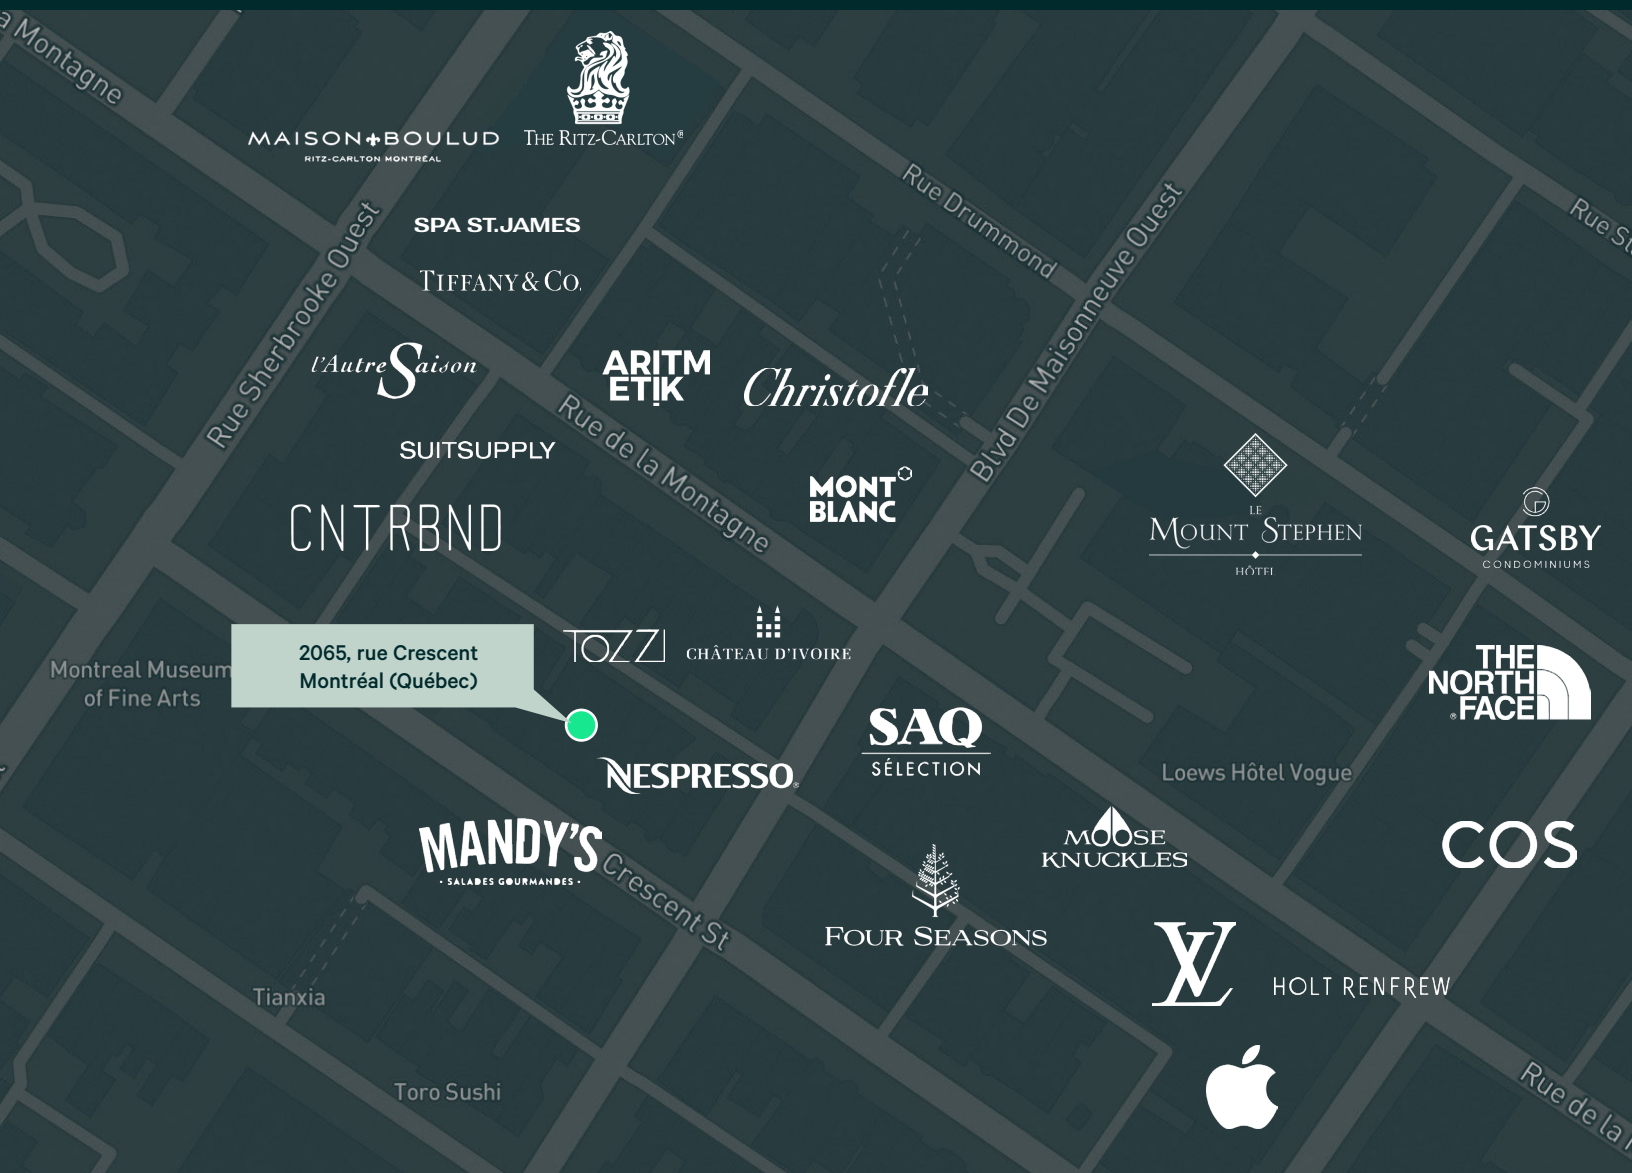 a Montagne
MAISON BOULUD
RITZ-CARLTON MONTRÉAL
THE RITZ-CARLTON®
Rue Drummond
Rue St
SPA ST.JAMES
TIFFANY & CO.
Rue Sherbrooke Ouest
Blvd De Maisonneuve Ouest
l'Autre Saison
ARITM
ETIK
Christofle
Rue de la Montagne
SUITSUPPLY
MONT
BLANC
CNTRBND
LE
MOUNT STEPHEN
HÔTEL
G
GATSBY
CONDOMINIUMS
2065, rue Crescent
Montréal (Québec)
TOZZI
CHÂTEAU D'IVOIRE
Montreal Museum
of Fine Arts
THE
NORTH
FACE®
SAQ
SÉLECTION
NESPRESSO®
Loews Hôtel Vogue
MANDY'S
· SALADES GOURMANDES ·
MOOSE
KNUCKLES
COS
Crescent St
FOUR SEASONS
LV
HOLT RENFREW
Tianxia
Toro Sushi
Rue de la